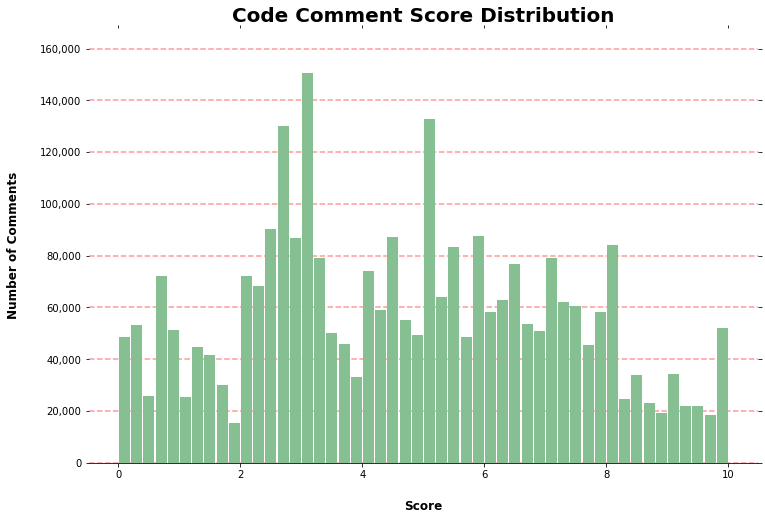 Code Comment Score Distribution
160,000
140,000
120,000
100,000
80,000
60,000
40,000
20,000
0
Number of Comments
0 2 4 6 8 10
Score